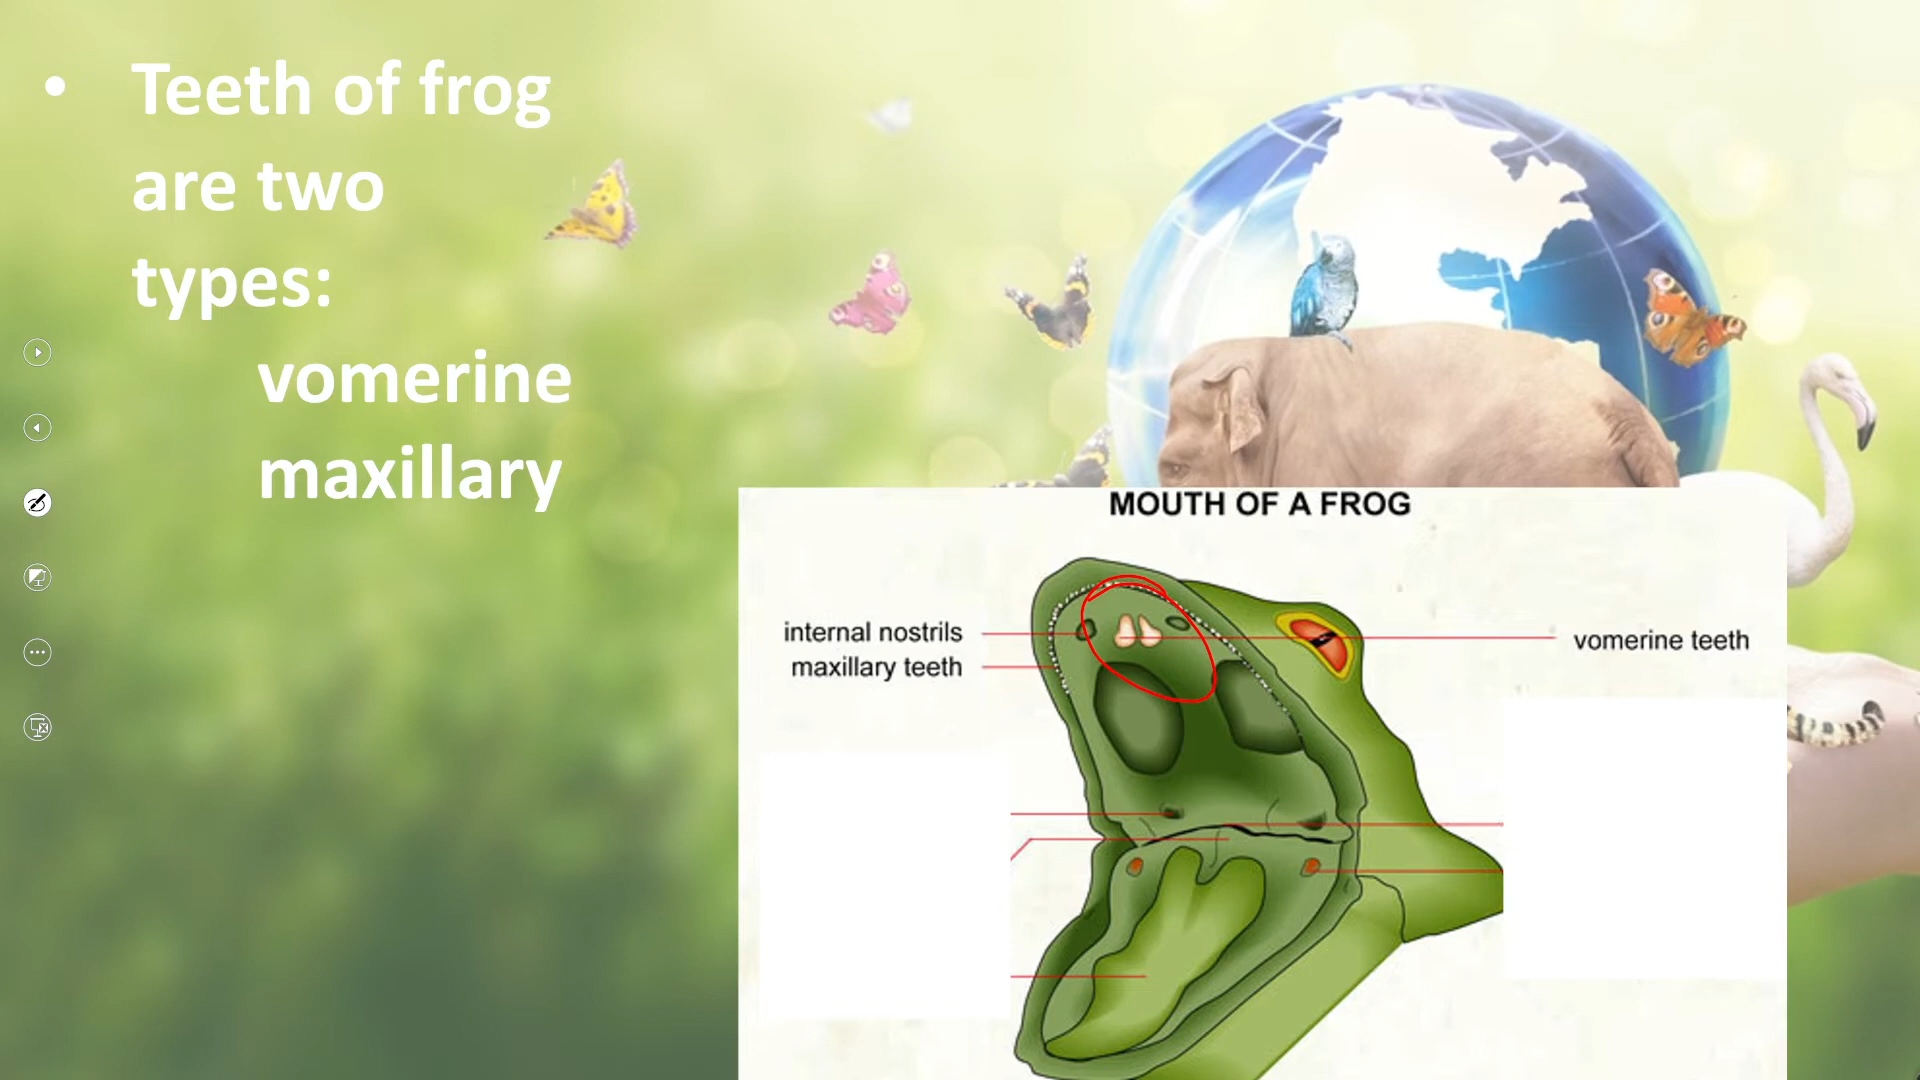 • Teeth of frog
are two
types:
vomerine
maxillary
MOUTH OF A FROG
internal nostrils
maxillary teeth
vomerine teeth